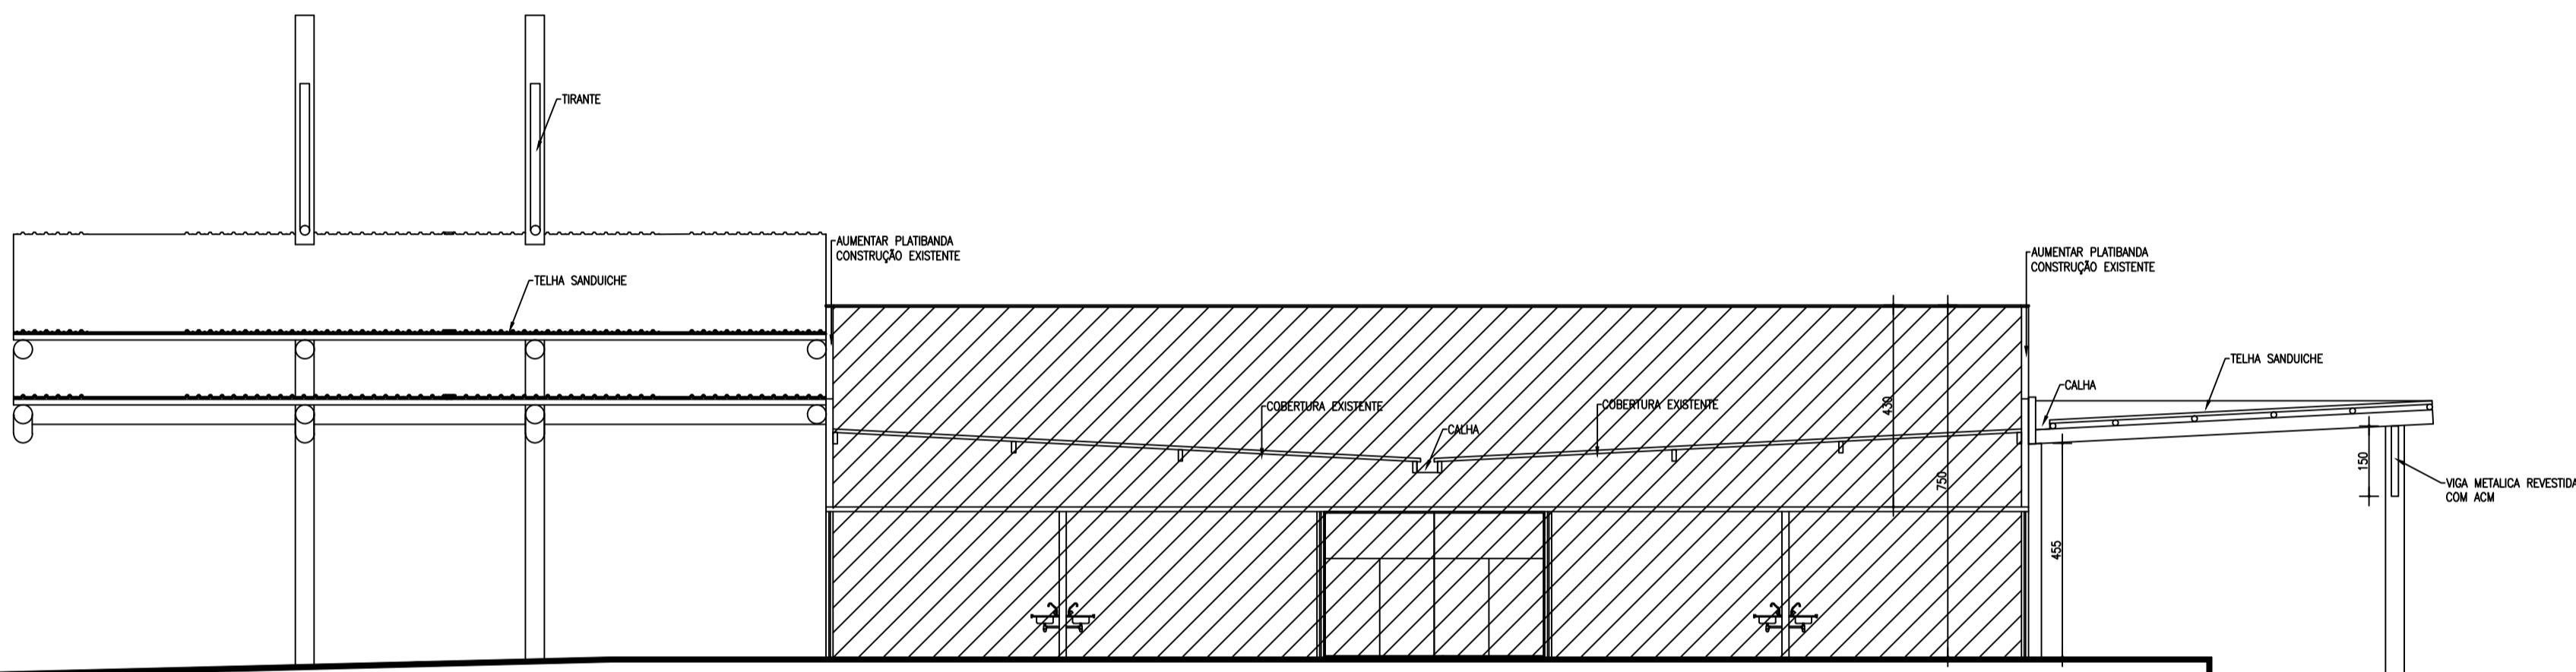 TIRANTE
AUMENTAR PLATIBANDA
CONSTRUÇÃO EXISTENTE
AUMENTAR PLATIBANDA
CONSTRUÇÃO EXISTENTE
TELHA SANDUICHE
TELHA SANDUICHE
CALHA
COBERTURA EXISTENTE
COBERTURA EXISTENTE
430
CALHA
150
750
VIGA METALICA REVESTIDA
COM ACM
455